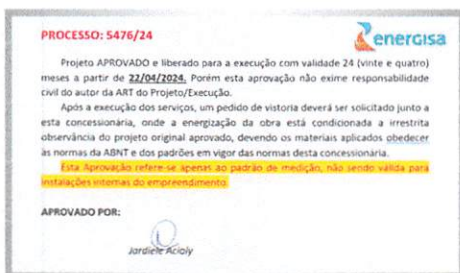 PROCESSO: 5476/24
energisa
Projeto APROVADO e liberado para a execução com validade 24 (vinte e quatro)
meses a partir de 22/04/2024. Porém esta aprovação não exime responsabilidade
civil do autor da ART do Projeto/Execução.
Após a execução dos serviços, um pedido de vistoria deverá ser solicitado junto a
esta concessionária, onde a energização da obra está condicionada a irrestrita
observância do projeto original aprovado, devendo os materiais aplicados obedecer
as normas da ABNT e dos padrões em vigor das normas desta concessionária.
Esta Aprovação refere-se apenas ao padrão de medição, não sendo válida para
instalações internas do empreendimento.
APROVADO POR:
Jardiele Acioly